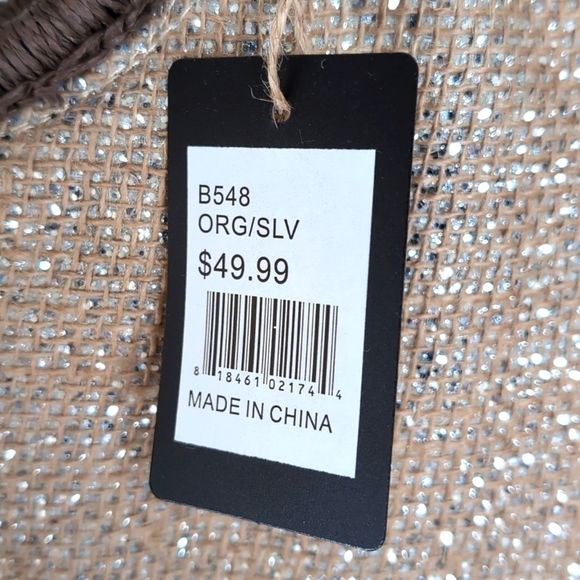 B548
ORG/SLV
$49.99
8 18461 02174 4
MADE IN CHINA